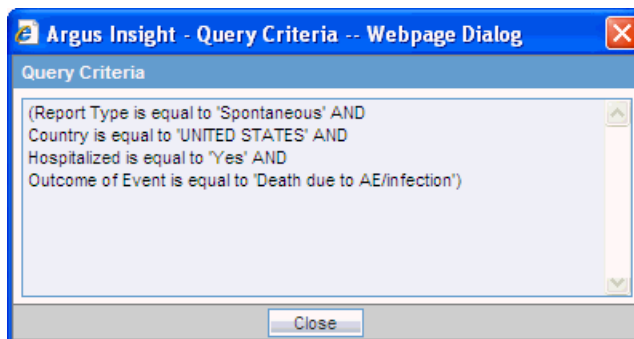 Argus Insight - Query Criteria -- Webpage Dialog
Query Criteria
(Report Type is equal to 'Spontaneous' AND
Country is equal to 'UNITED STATES' AND
Hospitalized is equal to 'Yes' AND
Outcome of Event is equal to 'Death due to AE/infection')
Close